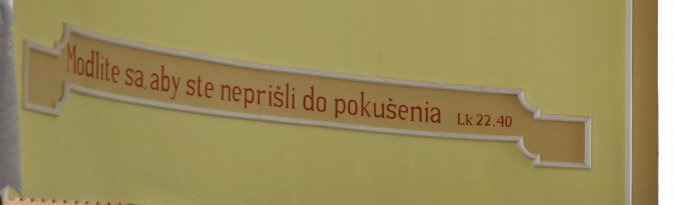 Modlite sa, aby ste neprišli do pokušenia Lk 22.40